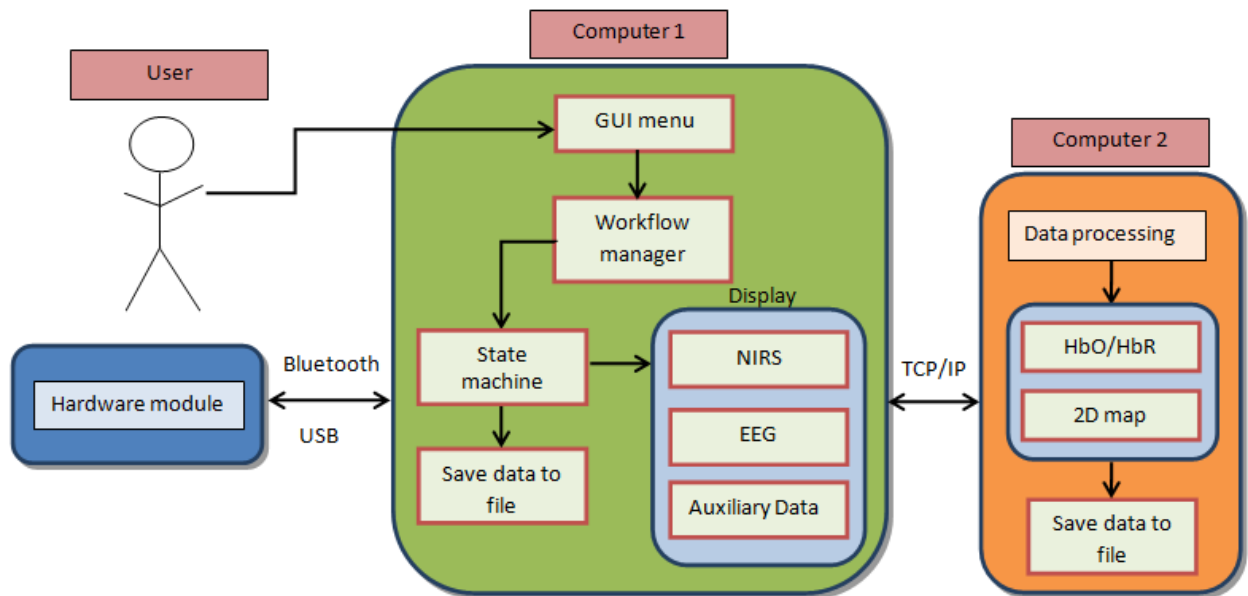 Computer 1
User
GUI menu
Computer 2
Workflow
manager
Data processing
Display
State
machine
NIRS
HbO/HbR
Bluetooth
TCP/IP
Hardware module
USB
EEG
2D map
Save data to
file
Auxiliary Data
Save data to
file